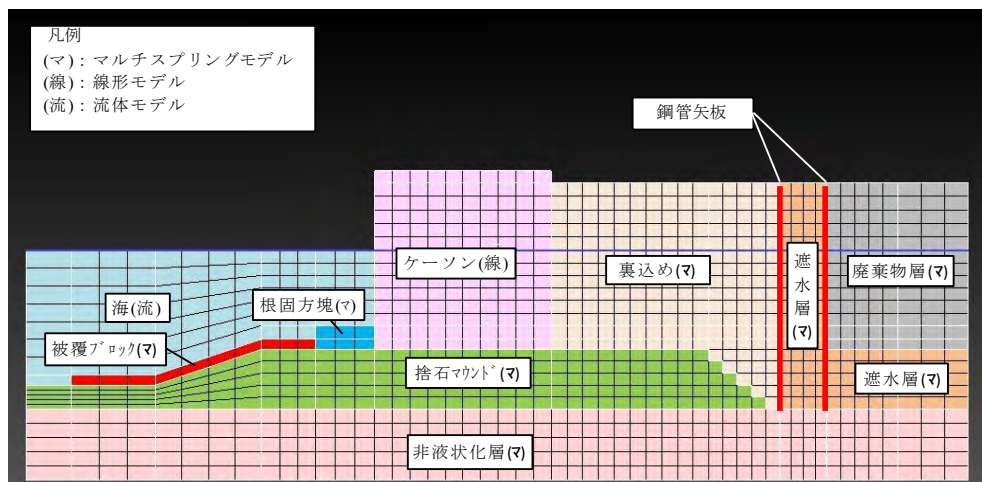 凡例
(マ)：マルチスプリングモデル
(線)：線形モデル
(流)：流体モデル
鋼管矢板
ケーソン(線)
裏込め(マ)
遮水層(マ)
廃棄物層(マ)
海(流)
根固方塊(マ)
被覆ブロック(マ)
捨石マウンド(マ)
遮水層(マ)
非液状化層(マ)